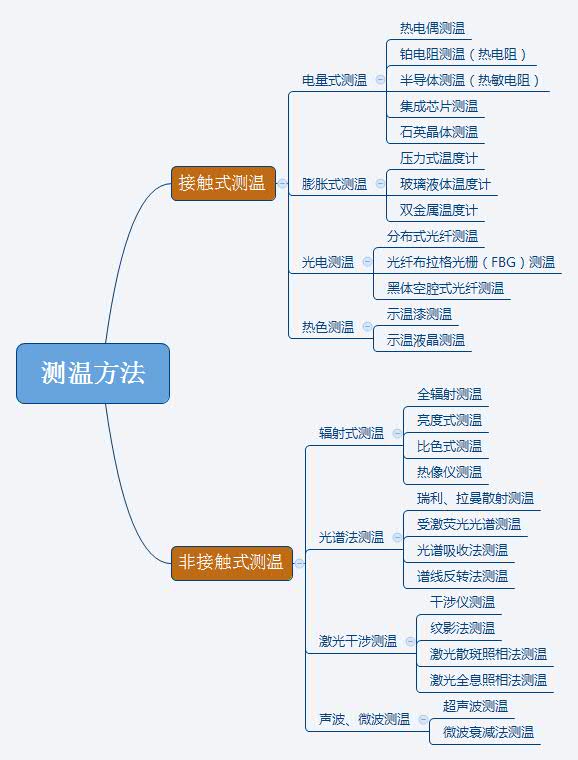 测温方法
接触式测温
电量式测温
热电偶测温
铂电阻测温（热电阻）
半导体测温（热敏电阻）
集成芯片测温
石英晶体测温
膨胀式测温
压力式温度计
玻璃液体温度计
双金属温度计
光电测温
分布式光纤测温
光纤布拉格光栅（FBG）测温
黑体空腔式光纤测温
热色测温
示温漆测温
示温液晶测温
非接触式测温
辐射式测温
全辐射测温
亮度式测温
比色式测温
热像仪测温
光谱法测温
瑞利、拉曼散射测温
受激荧光光谱测温
光谱吸收法测温
谱线反转法测温
激光干涉测温
干涉仪测温
纹影法测温
激光散斑照相法测温
激光全息照相法测温
声波、微波测温
超声波测温
微波衰减法测温